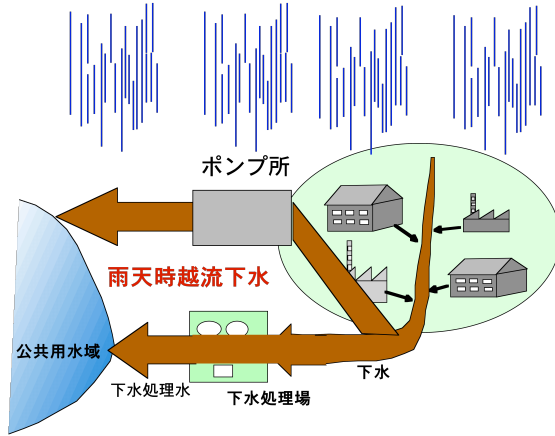 ポンプ所
雨天時越流下水
公共用水域
下水
下水処理水
下水処理場